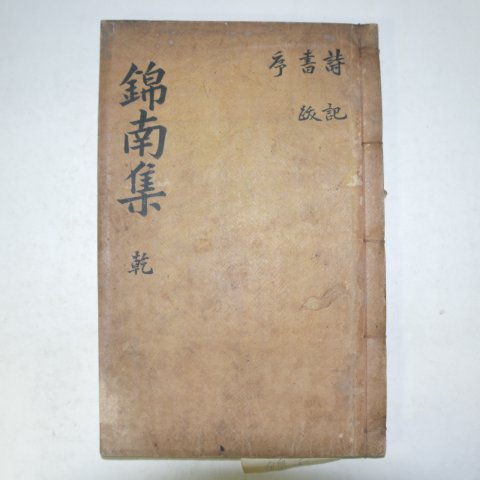 錦南集 乾
詩 書 序
記 跋